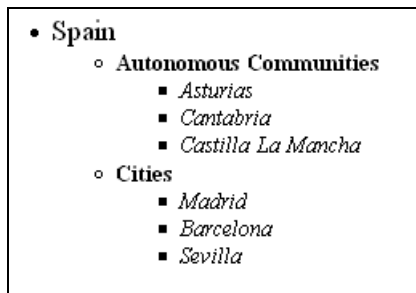 Spain
Autonomous Communities
Asturias
Cantabria
Castilla La Mancha
Cities
Madrid
Barcelona
Sevilla